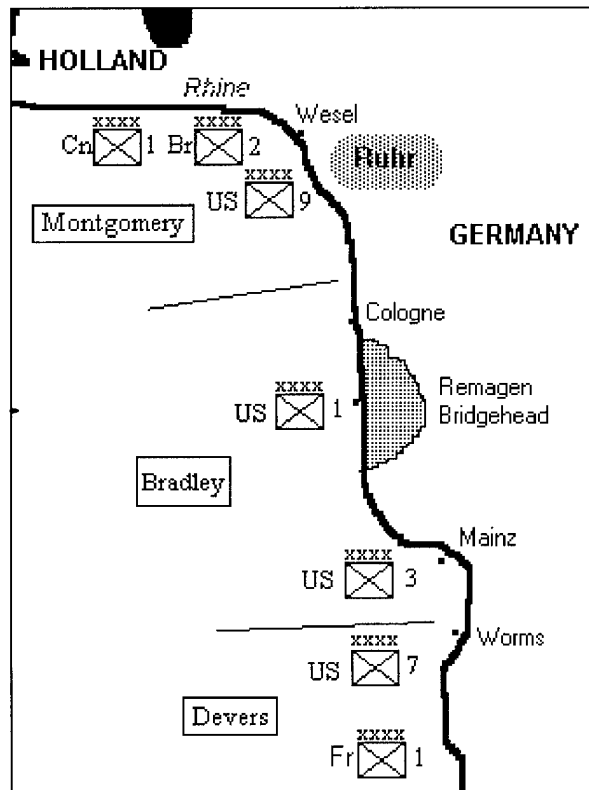 HOLLAND
Rhine
Wesel
xxxx
Cn 1
xxxx
Br 2
Ruhr
xxxx
US 9
Montgomery
GERMANY
Cologne
xxxx
US 1
Remagen
Bridgehead
Bradley
Mainz
xxxx
US 3
Worms
xxxx
US 7
Devers
xxxx
Fr 1